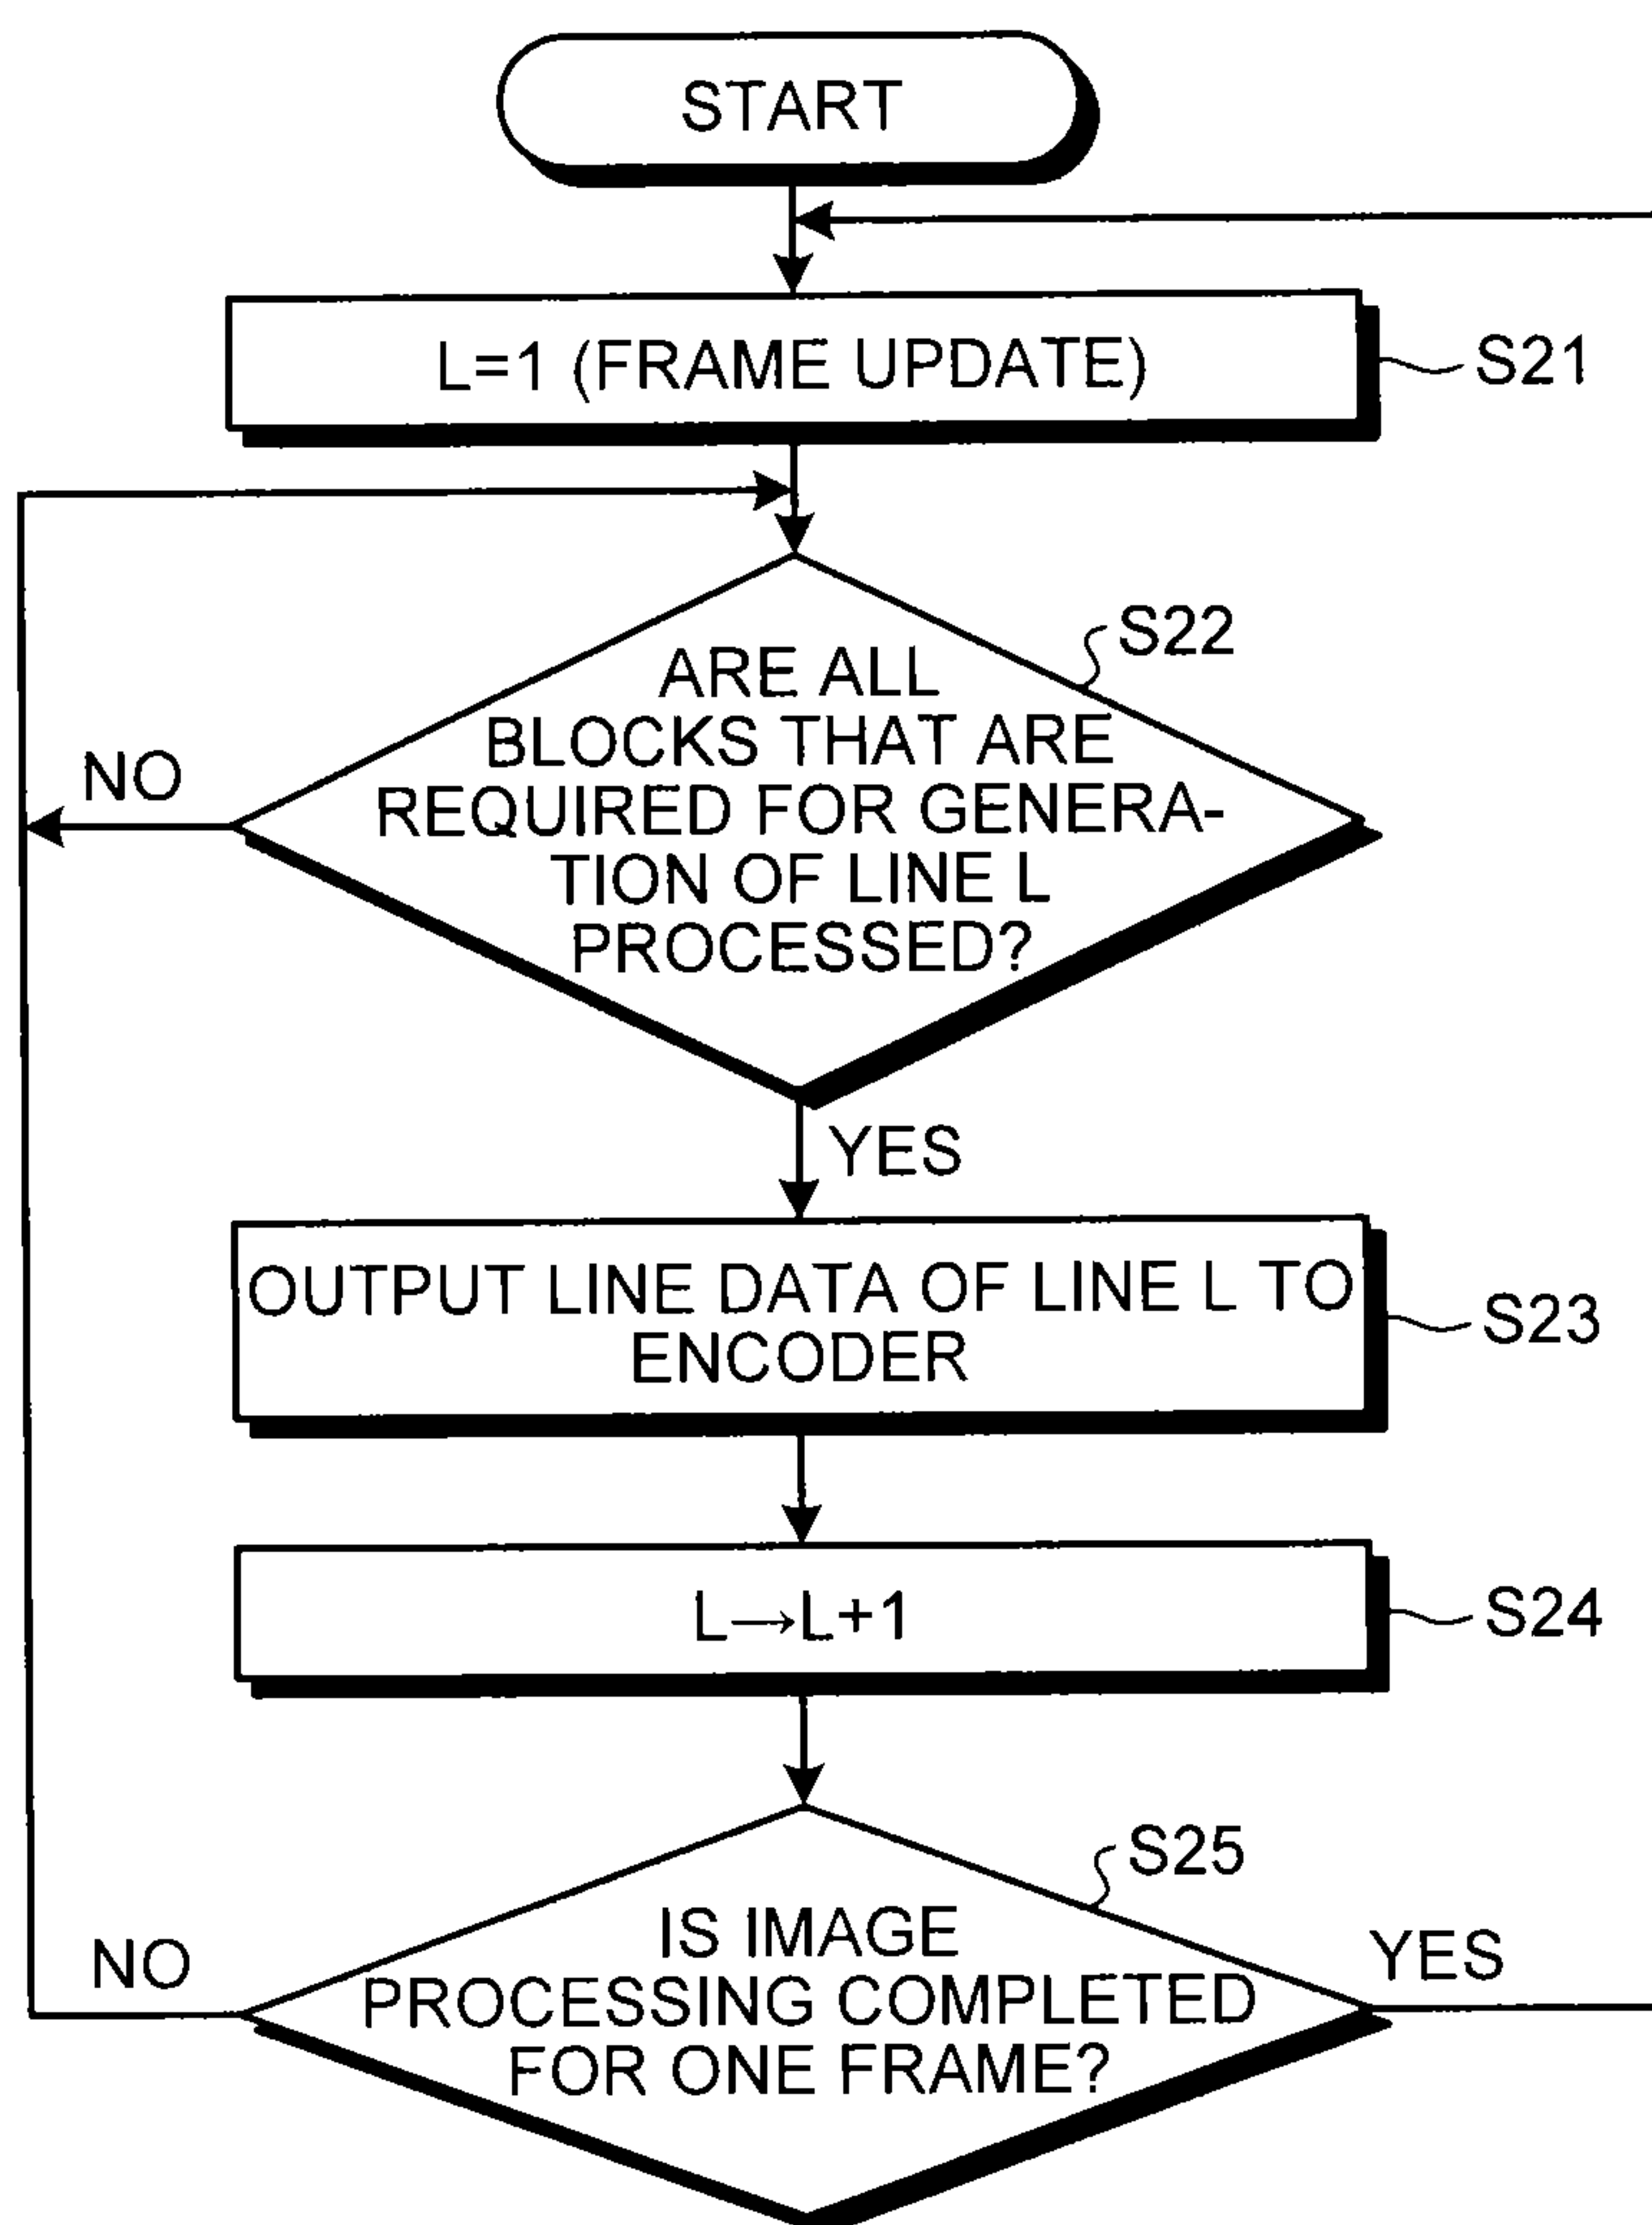 START
L=1 (FRAME UPDATE)
S21
S22
ARE ALL
BLOCKS THAT ARE
REQUIRED FOR GENERA-
TION OF LINE L
PROCESSED?
NO
YES
OUTPUT LINE DATA OF LINE L TO
ENCODER
S23
L→L+1
S24
S25
IS IMAGE
PROCESSING COMPLETED
FOR ONE FRAME?
NO
YES